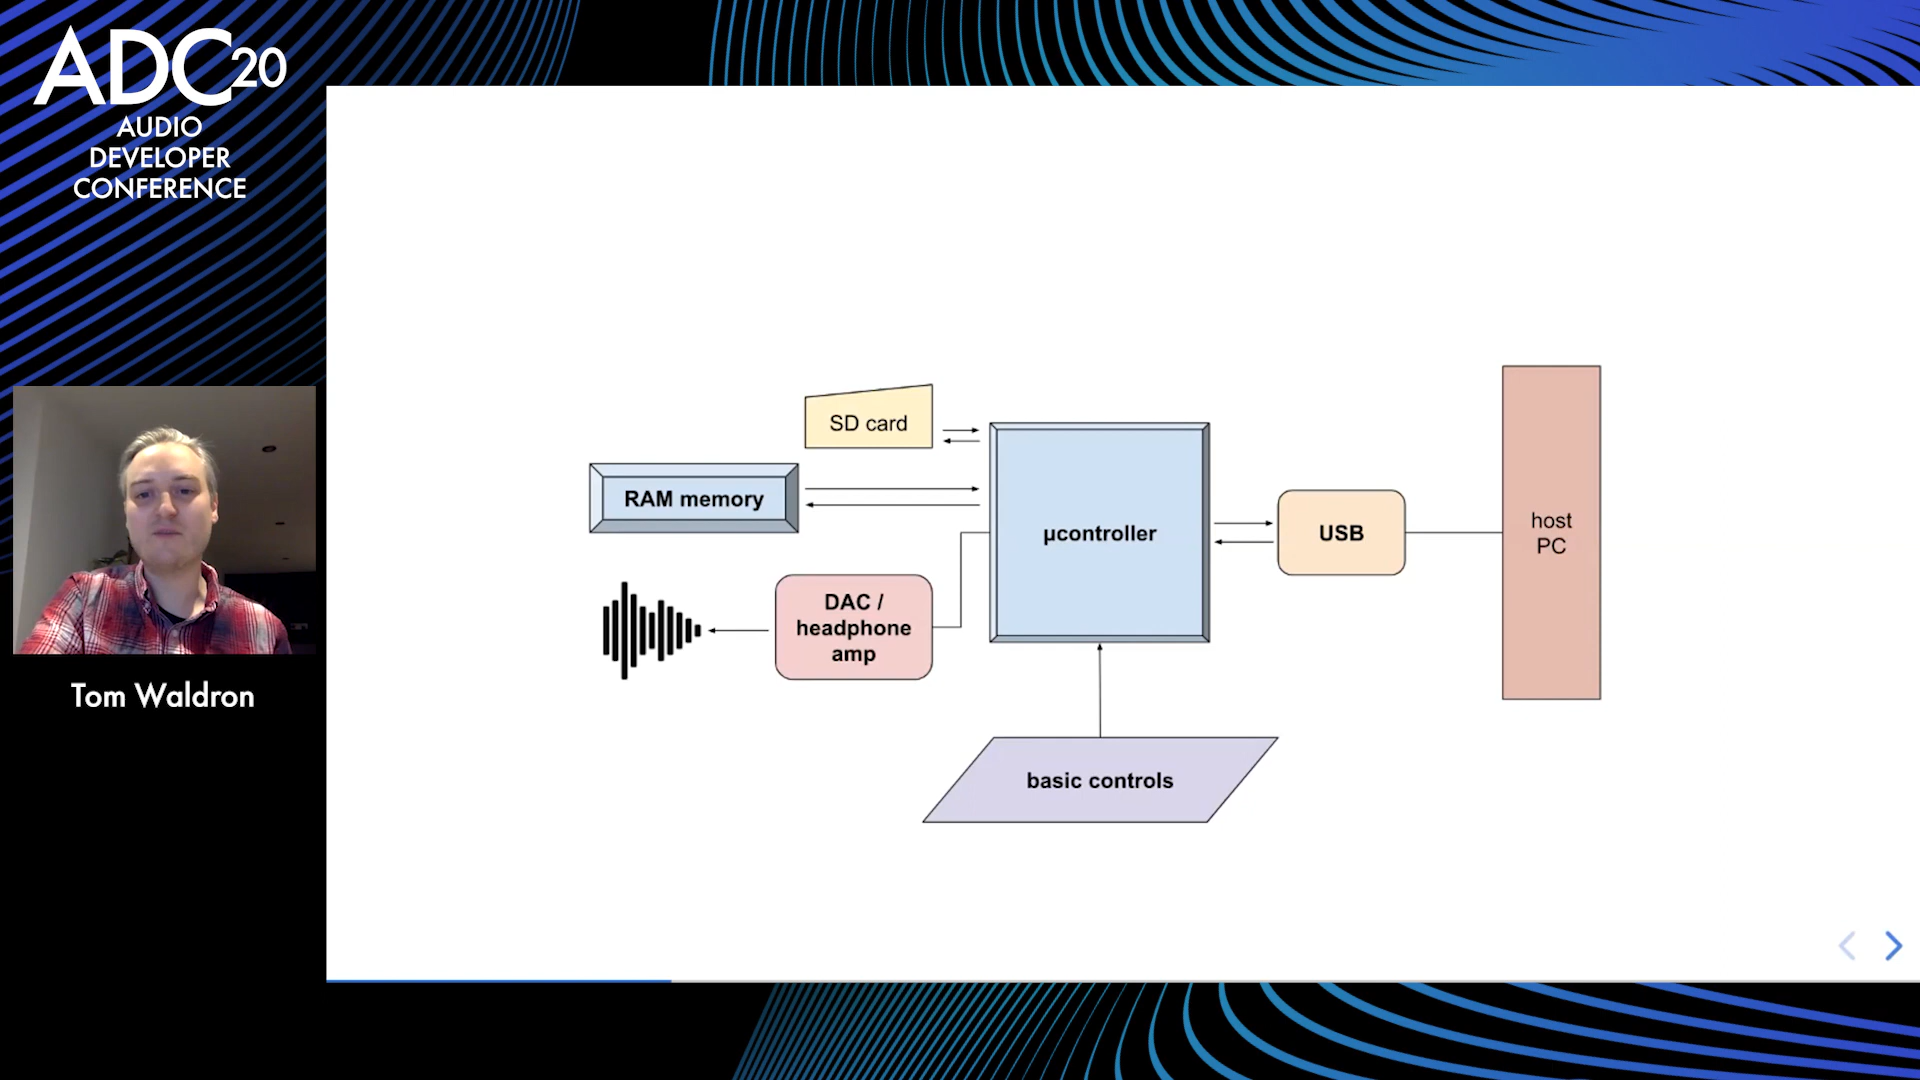 ADC20
AUDIO
DEVELOPER
CONFERENCE
Tom Waldron
SD card
RAM memory
µcontroller
DAC /
headphone
amp
USB
host
PC
basic controls